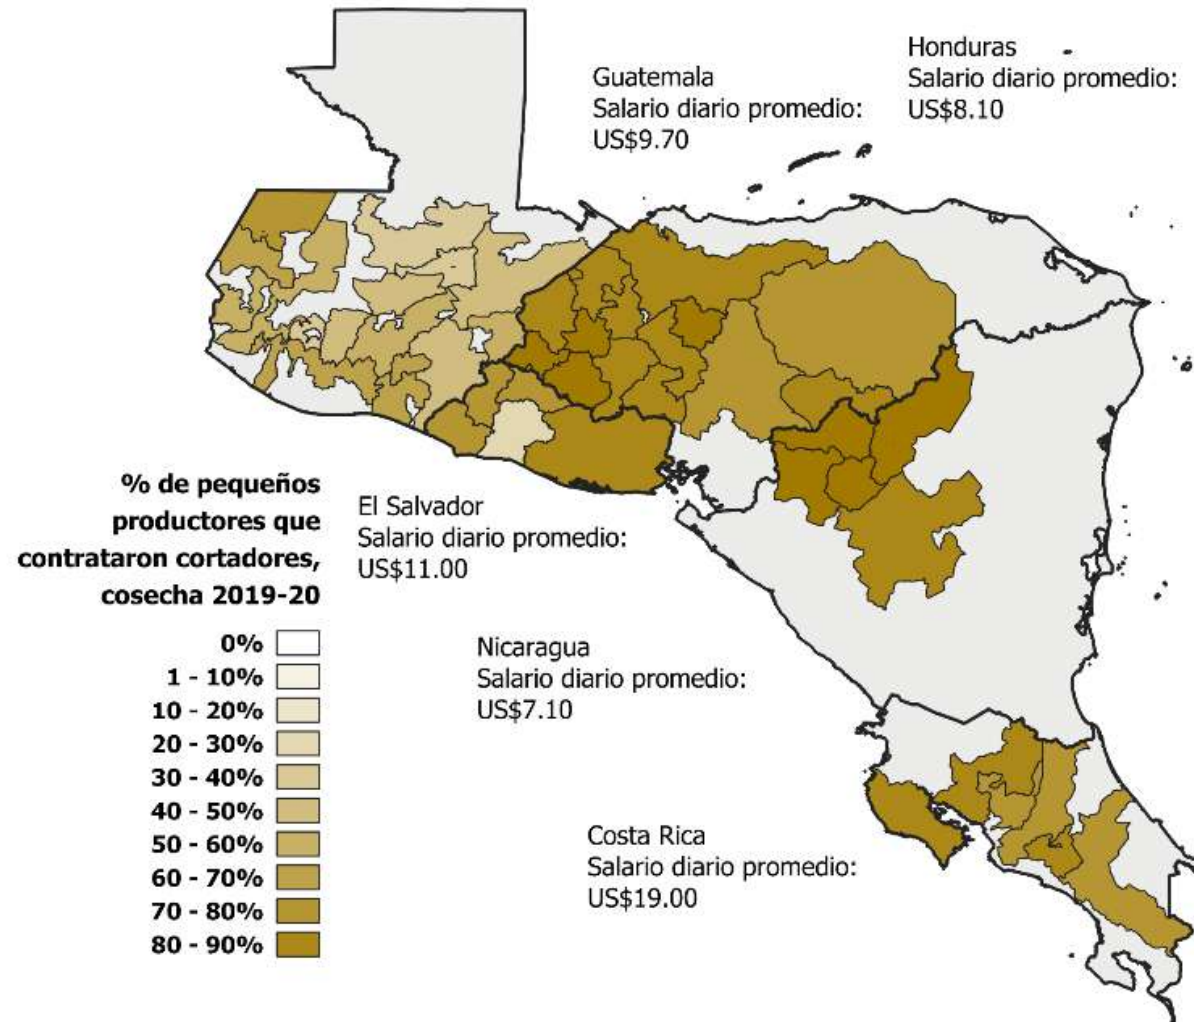 Honduras
Salario diario promedio:
US$8.10
Guatemala
Salario diario promedio:
US$9.70
% de pequeños
productores que
contrataron cortadores,
cosecha 2019-20
0%
1 - 10%
10 - 20%
20 - 30%
30 - 40%
40 - 50%
50 - 60%
60 - 70%
70 - 80%
80 - 90%
El Salvador
Salario diario promedio:
US$11.00
Nicaragua
Salario diario promedio:
US$7.10
Costa Rica
Salario diario promedio:
US$19.00